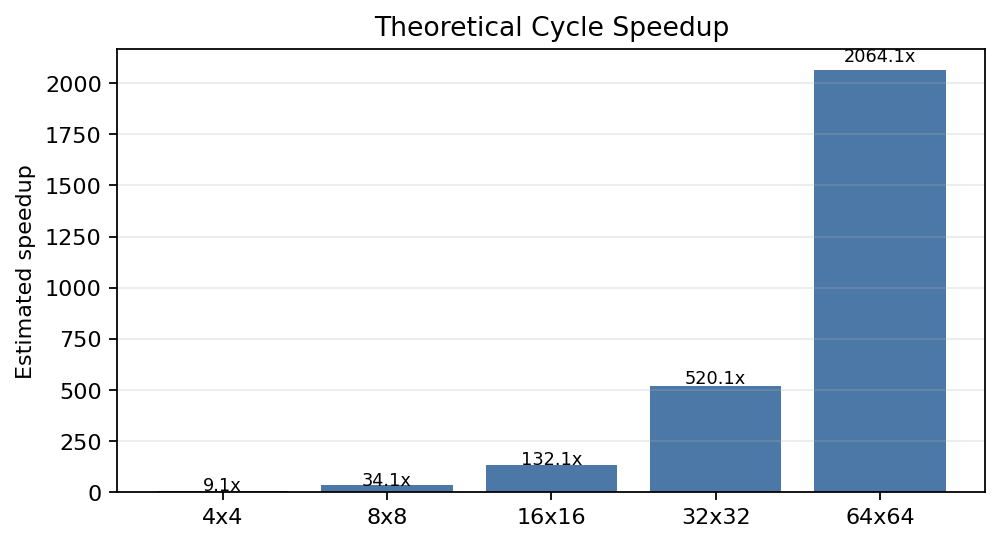 Theoretical Cycle Speedup
Estimated speedup
2000
1750
1500
1250
1000
750
500
250
0
9.1x
34.1x
132.1x
520.1x
2064.1x
4x4
8x8
16x16
32x32
64x64